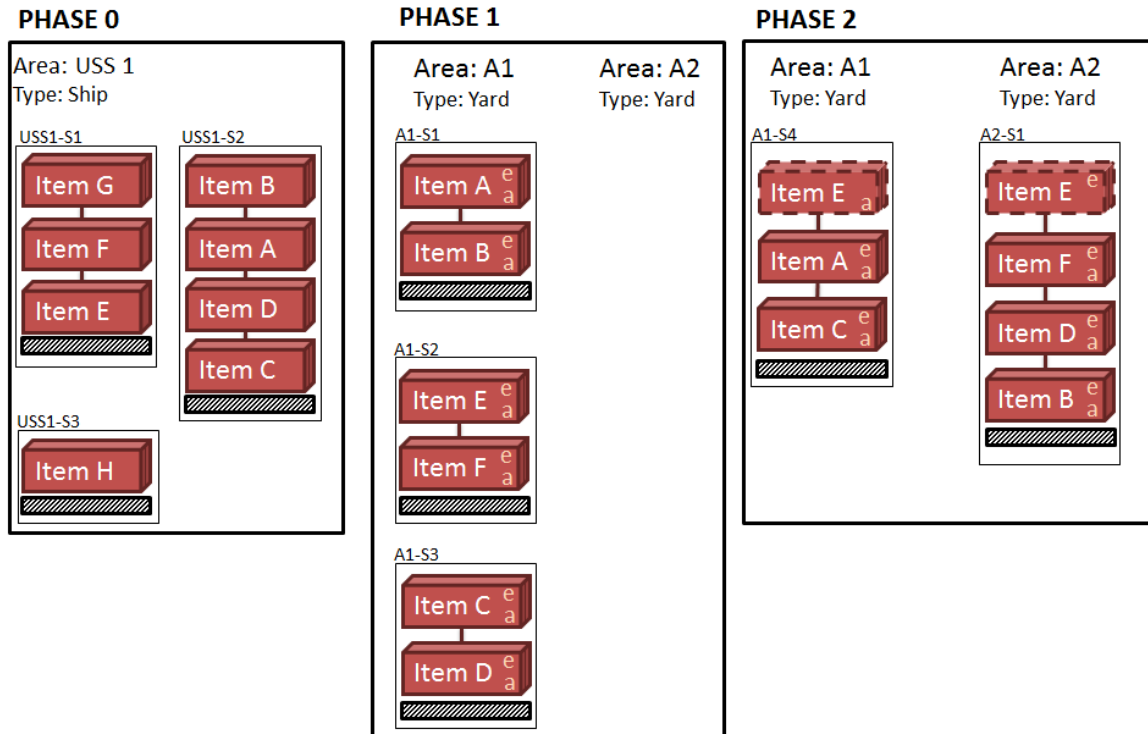 PHASE 0
Area: USS 1
Type: Ship
USS1-S1
Item G
Item F
Item E
USS1-S2
Item B
Item A
Item D
Item C
USS1-S3
Item H
PHASE 1
Area: A1
Type: Yard
Area: A2
Type: Yard
A1-S1
Item A e a
Item B e a
A1-S2
Item E e a
Item F e a
A1-S3
Item C e a
Item D e a
PHASE 2
Area: A1
Type: Yard
A1-S4
Item E a
Item A e a
Item C e a
Area: A2
Type: Yard
A2-S1
Item E e
Item F e a
Item D e a
Item B e a